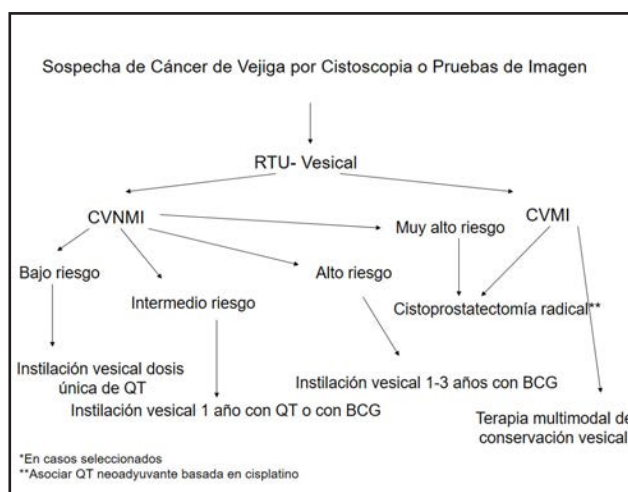 Sospecha de Cáncer de Vejiga por Cistoscopia o Pruebas de Imagen
RTU- Vesical
CVNMI
CVMI
Muy alto riesgo
Bajo riesgo
Alto riesgo
Intermedio riesgo
Cistoprostatectomía radical**
Instilación vesical dosis
única de QT
Instilación vesical 1-3 años con BCG
Instilación vesical 1 año con QT o con BCG
Terapia multimodal de
conservación vesical
*En casos seleccionados
**Asociar QT neoadyuvante basada en cisplatino